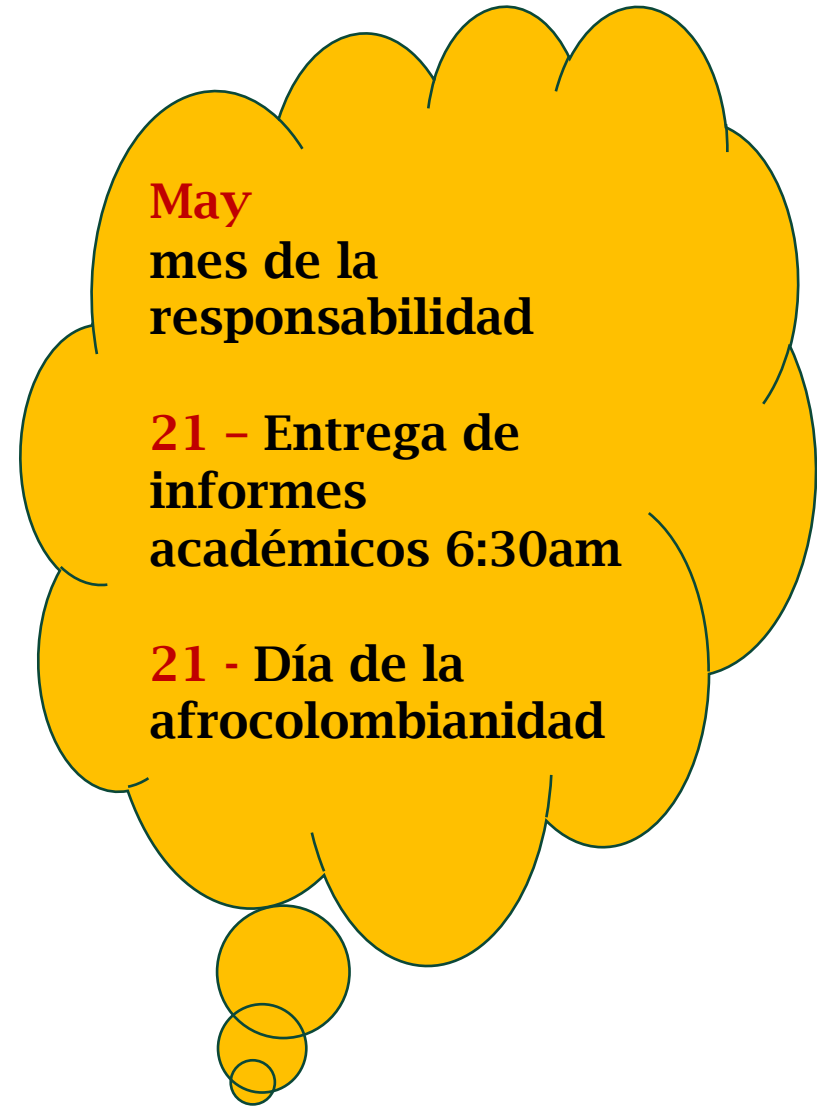 May
mes de la
responsabilidad
21 – Entrega de
informes
académicos 6:30am
21 - Día de la
afrocolombianidad